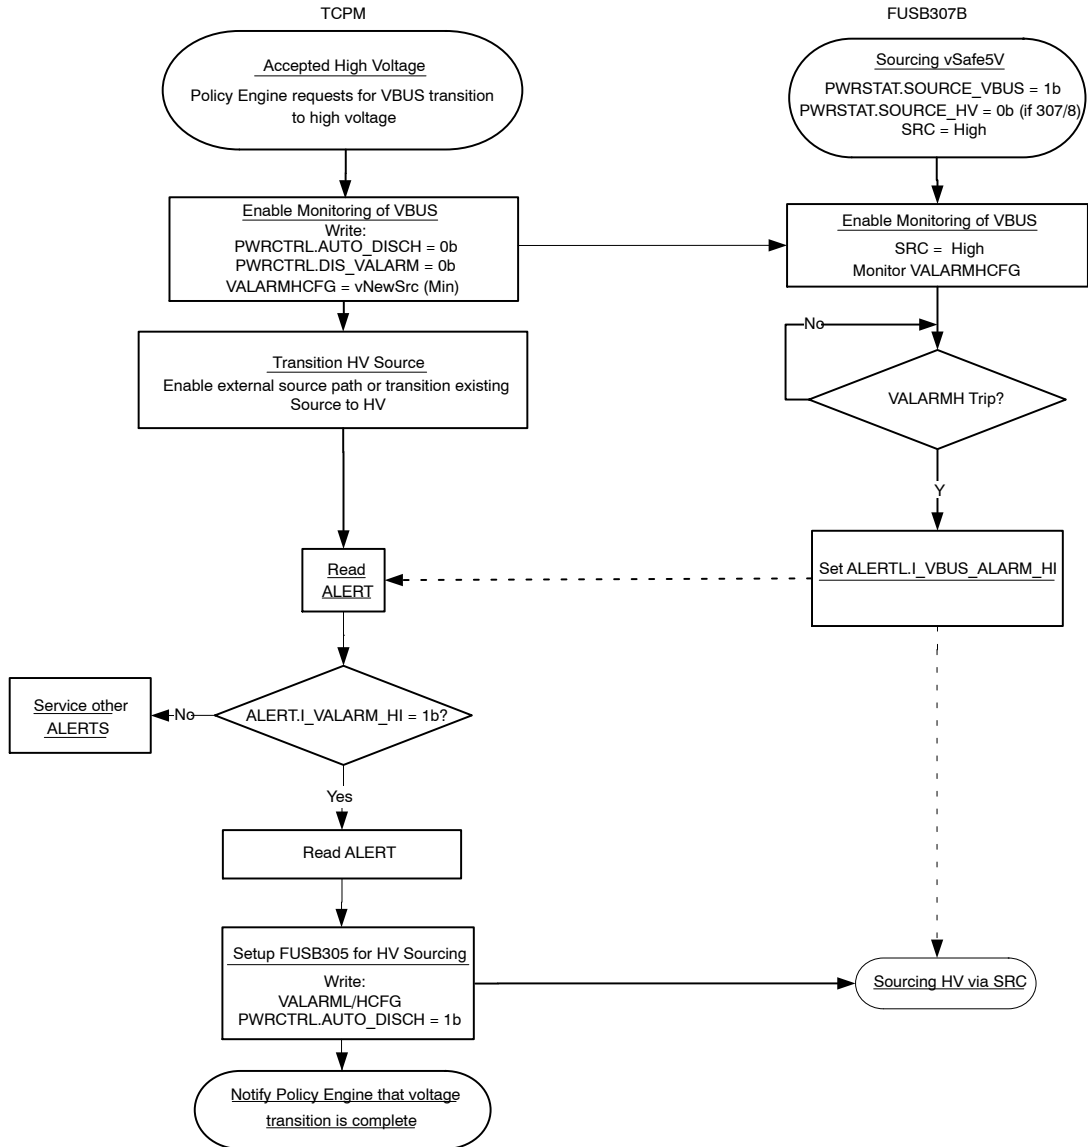 TCPM
FUSB307B
Accepted High Voltage
Policy Engine requests for VBUS transition
to high voltage
Sourcing vSafe5V
PWRSTAT.SOURCE_VBUS = 1b
PWRSTAT.SOURCE_HV = 0b (if 307/8)
SRC = High
Enable Monitoring of VBUS
Write:
PWRCTRL.AUTO_DISCH = 0b
PWRCTRL.DIS_VALARM = 0b
VALARMHCFG = vNewSrc (Min)
Enable Monitoring of VBUS
SRC = High
Monitor VALARMHCFG
No
Transition HV Source
Enable external source path or transition existing
Source to HV
VALARMH Trip?
Y
Read
ALERT
Set ALERTL.I_VBUS_ALARM_HI
Service other
ALERTS
No
ALERT.I_VALARM_HI = 1b?
Yes
Read ALERT
Setup FUSB305 for HV Sourcing
Write:
VALARML/HCFG
PWRCTRL.AUTO_DISCH = 1b
Sourcing HV via SRC
Notify Policy Engine that voltage
transition is complete